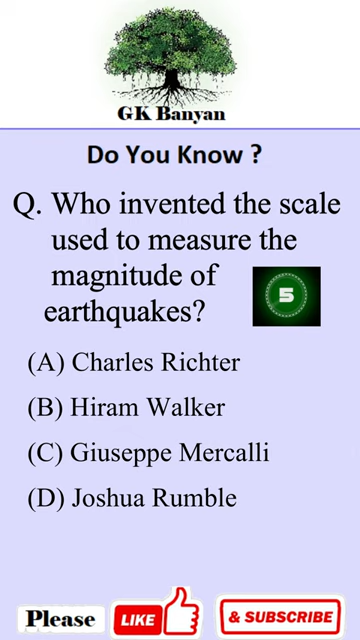 GK Banyan
Do You Know ?
Q. Who invented the scale
used to measure the
magnitude of
earthquakes?
5
(A) Charles Richter
(B) Hiram Walker
(C) Giuseppe Mercalli
(D) Joshua Rumble
Please LIKE & SUBSCRIBE